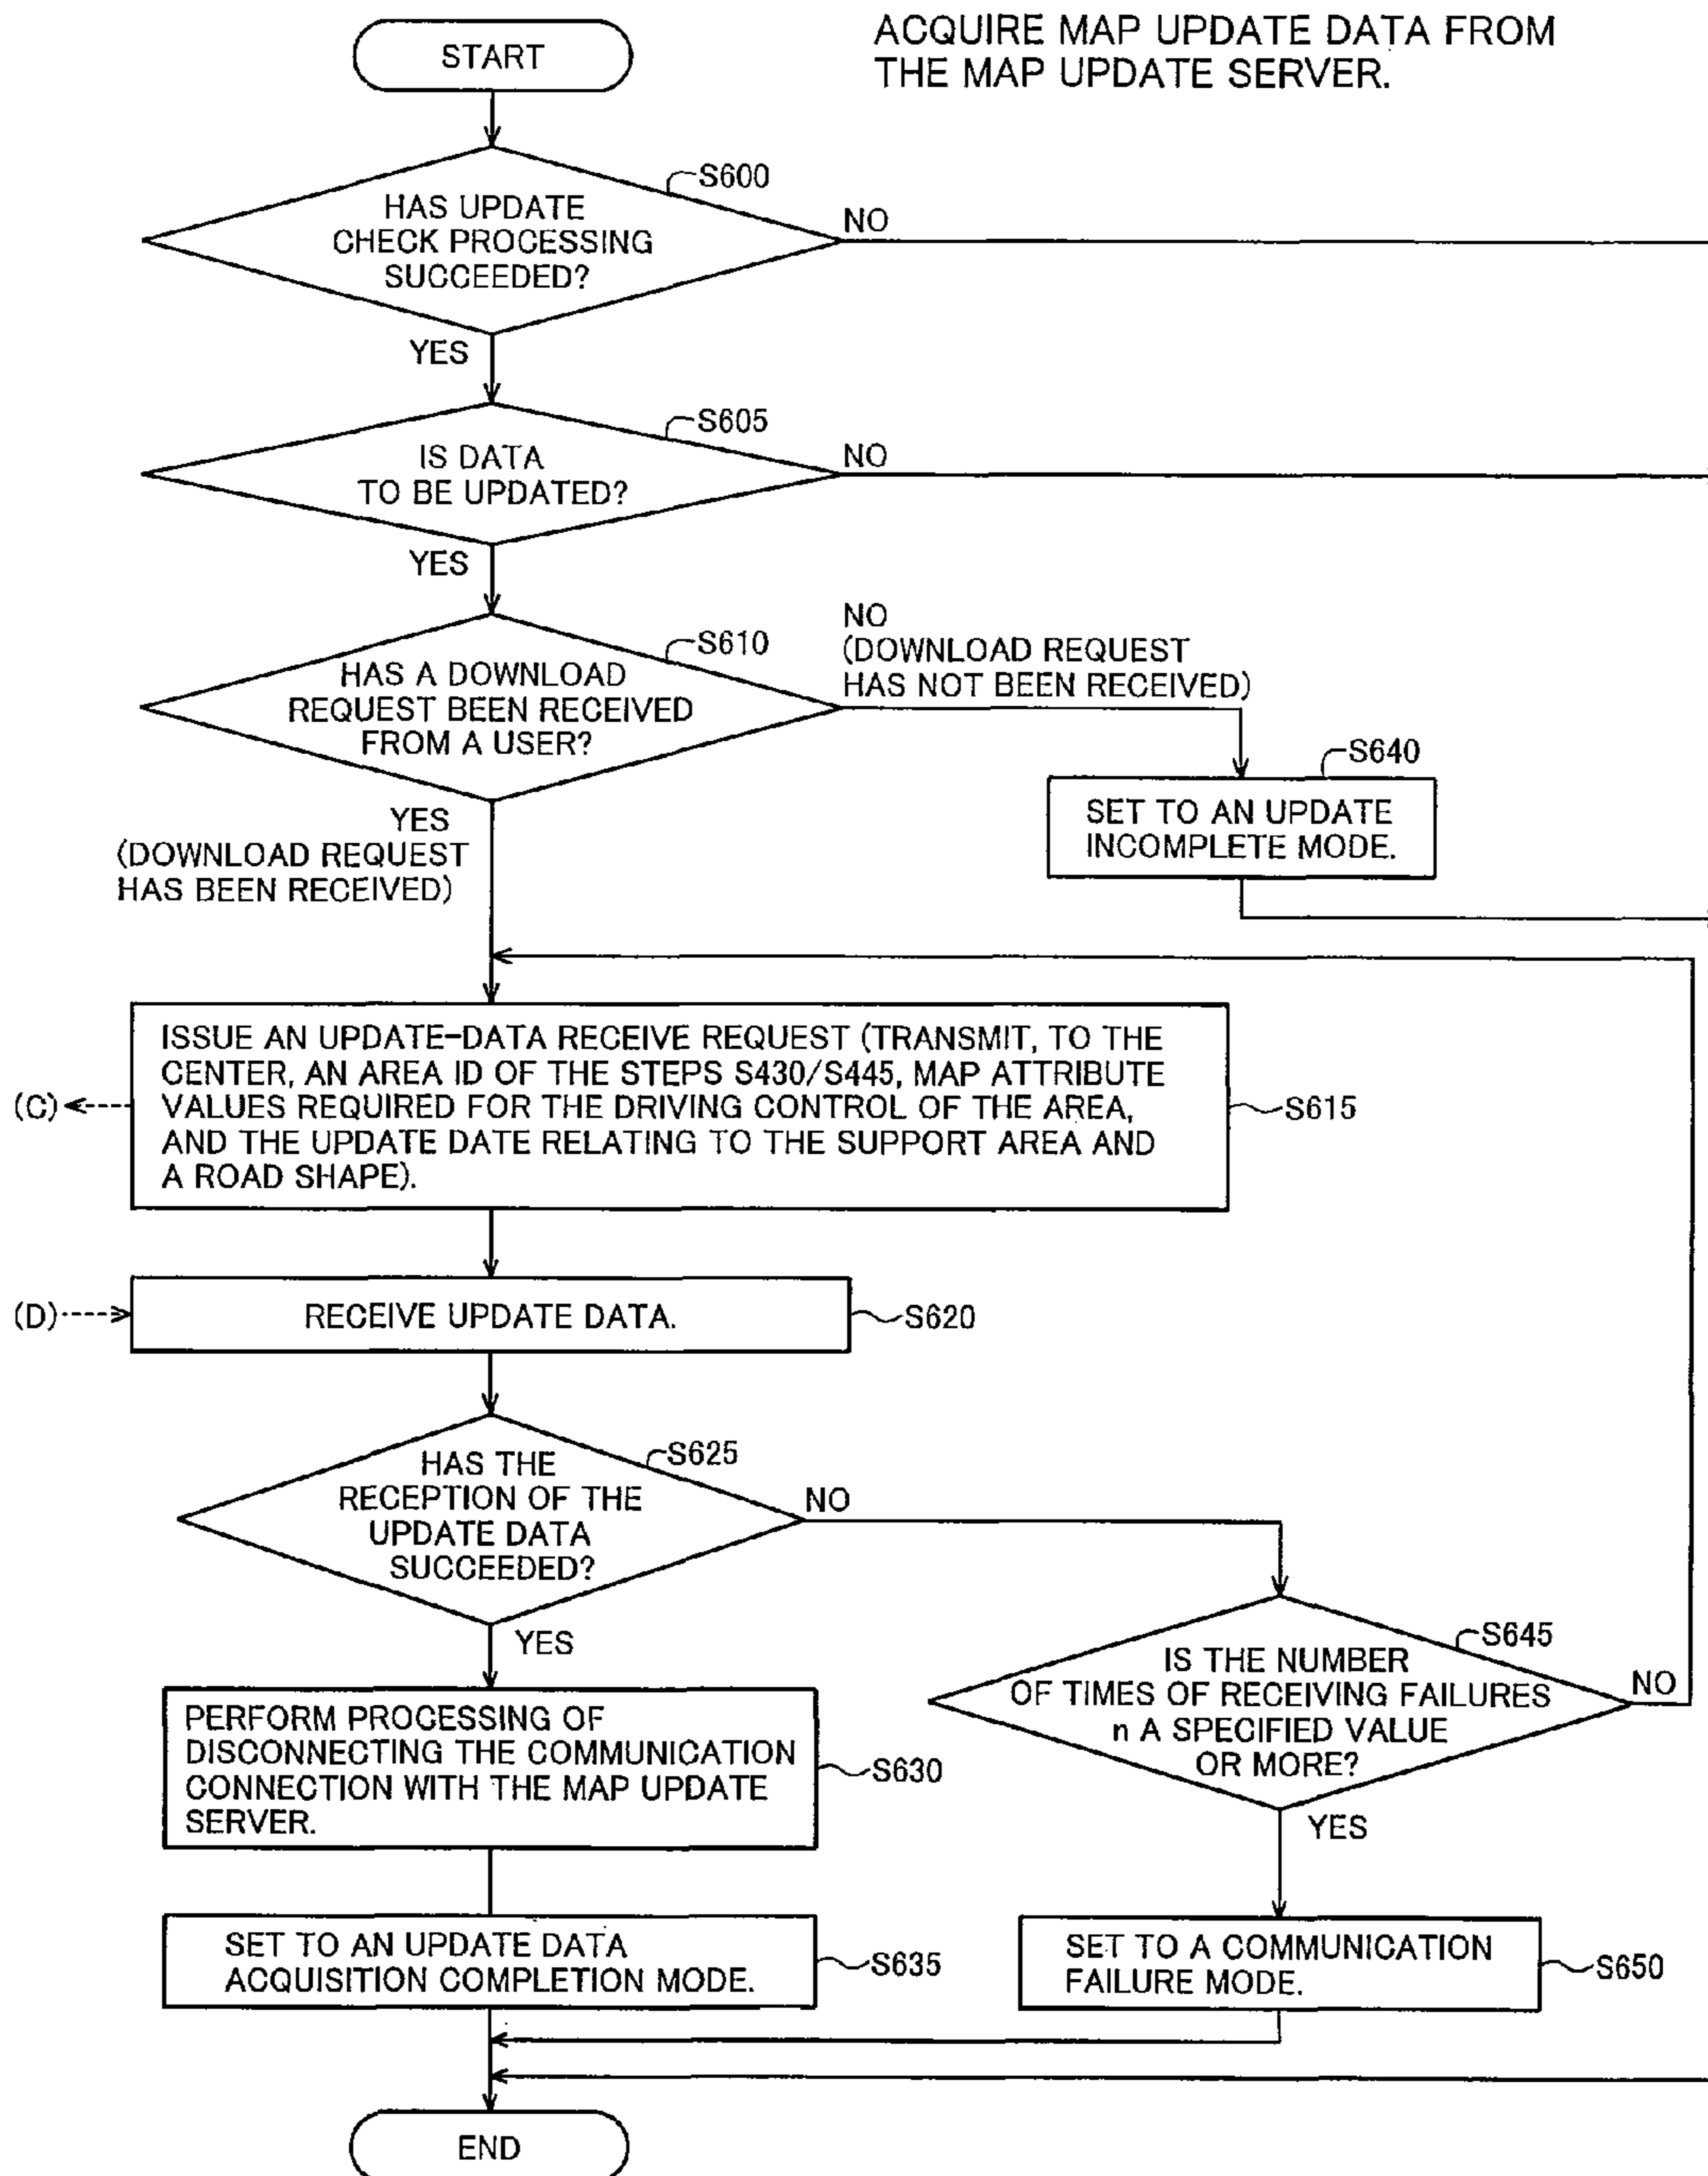 ACQUIRE MAP UPDATE DATA FROM
THE MAP UPDATE SERVER.
START
S600
HAS UPDATE
CHECK PROCESSING
SUCCEEDED?
NO
YES
S605
IS DATA
TO BE UPDATED?
NO
YES
S610
HAS A DOWNLOAD
REQUEST BEEN RECEIVED
FROM A USER?
NO
(DOWNLOAD REQUEST
HAS NOT BEEN RECEIVED)
S640
SET TO AN UPDATE
INCOMPLETE MODE.
YES
(DOWNLOAD REQUEST
HAS BEEN RECEIVED)
ISSUE AN UPDATE-DATA RECEIVE REQUEST (TRANSMIT, TO THE
CENTER, AN AREA ID OF THE STEPS S430/S445, MAP ATTRIBUTE
VALUES REQUIRED FOR THE DRIVING CONTROL OF THE AREA,
AND THE UPDATE DATE RELATING TO THE SUPPORT AREA AND
A ROAD SHAPE).
(C)
S615
(D)
RECEIVE UPDATE DATA.
S620
S625
HAS THE
RECEPTION OF THE
UPDATE DATA
SUCCEEDED?
NO
YES
S645
IS THE NUMBER
OF TIMES OF RECEIVING FAILURES
n A SPECIFIED VALUE
OR MORE?
NO
YES
PERFORM PROCESSING OF
DISCONNECTING THE COMMUNICATION
CONNECTION WITH THE MAP UPDATE
SERVER.
S630
SET TO AN UPDATE DATA
ACQUISITION COMPLETION MODE.
S635
SET TO A COMMUNICATION
FAILURE MODE.
S650
END